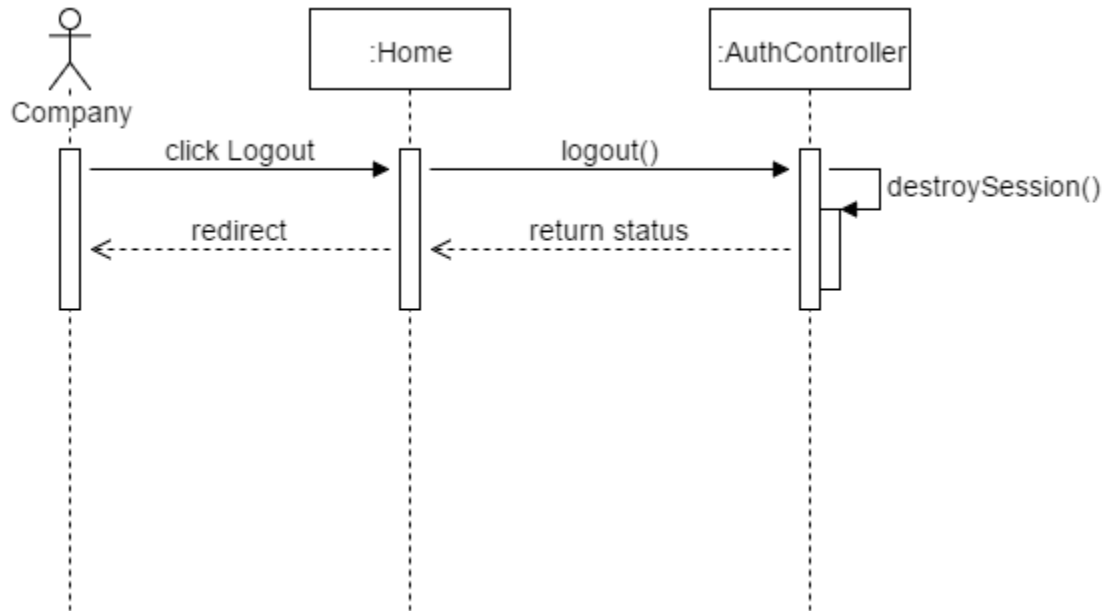 :Home
:AuthController
Company
click Logout
logout()
destroySession()
redirect
return status